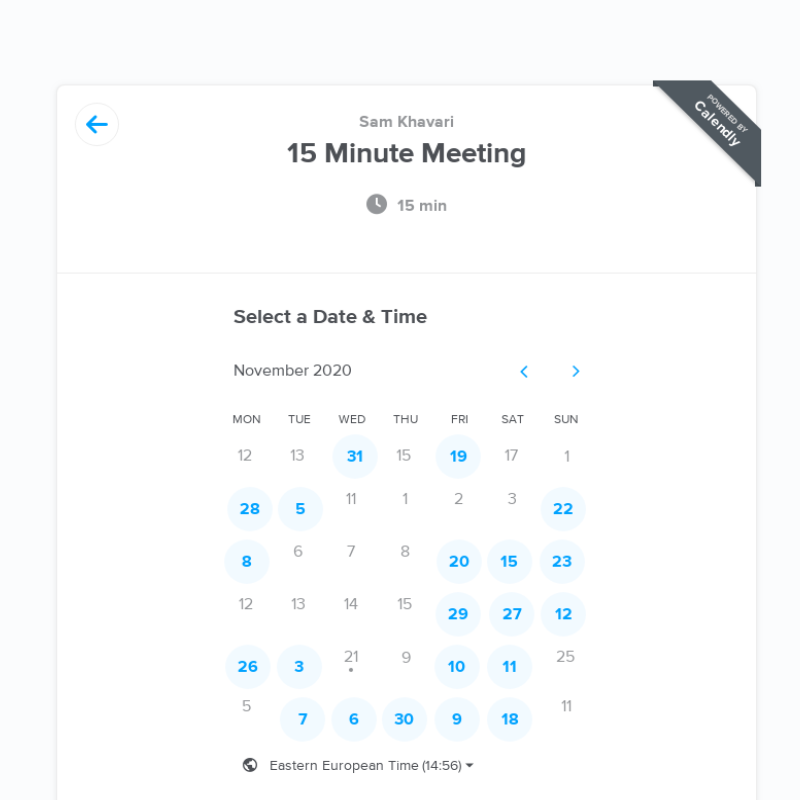 POWERED BY
Calendly
Sam Khavari
15 Minute Meeting
15 min
Select a Date & Time
November 2020
MON TUE WED THU FRI SAT SUN
12 13 31 15 19 17 1
28 5 11 1 2 3 22
8 6 7 8 20 15 23
12 13 14 15 29 27 12
26 3 21 9 10 11 25
5 7 6 30 9 18 11
Eastern European Time (14:56)